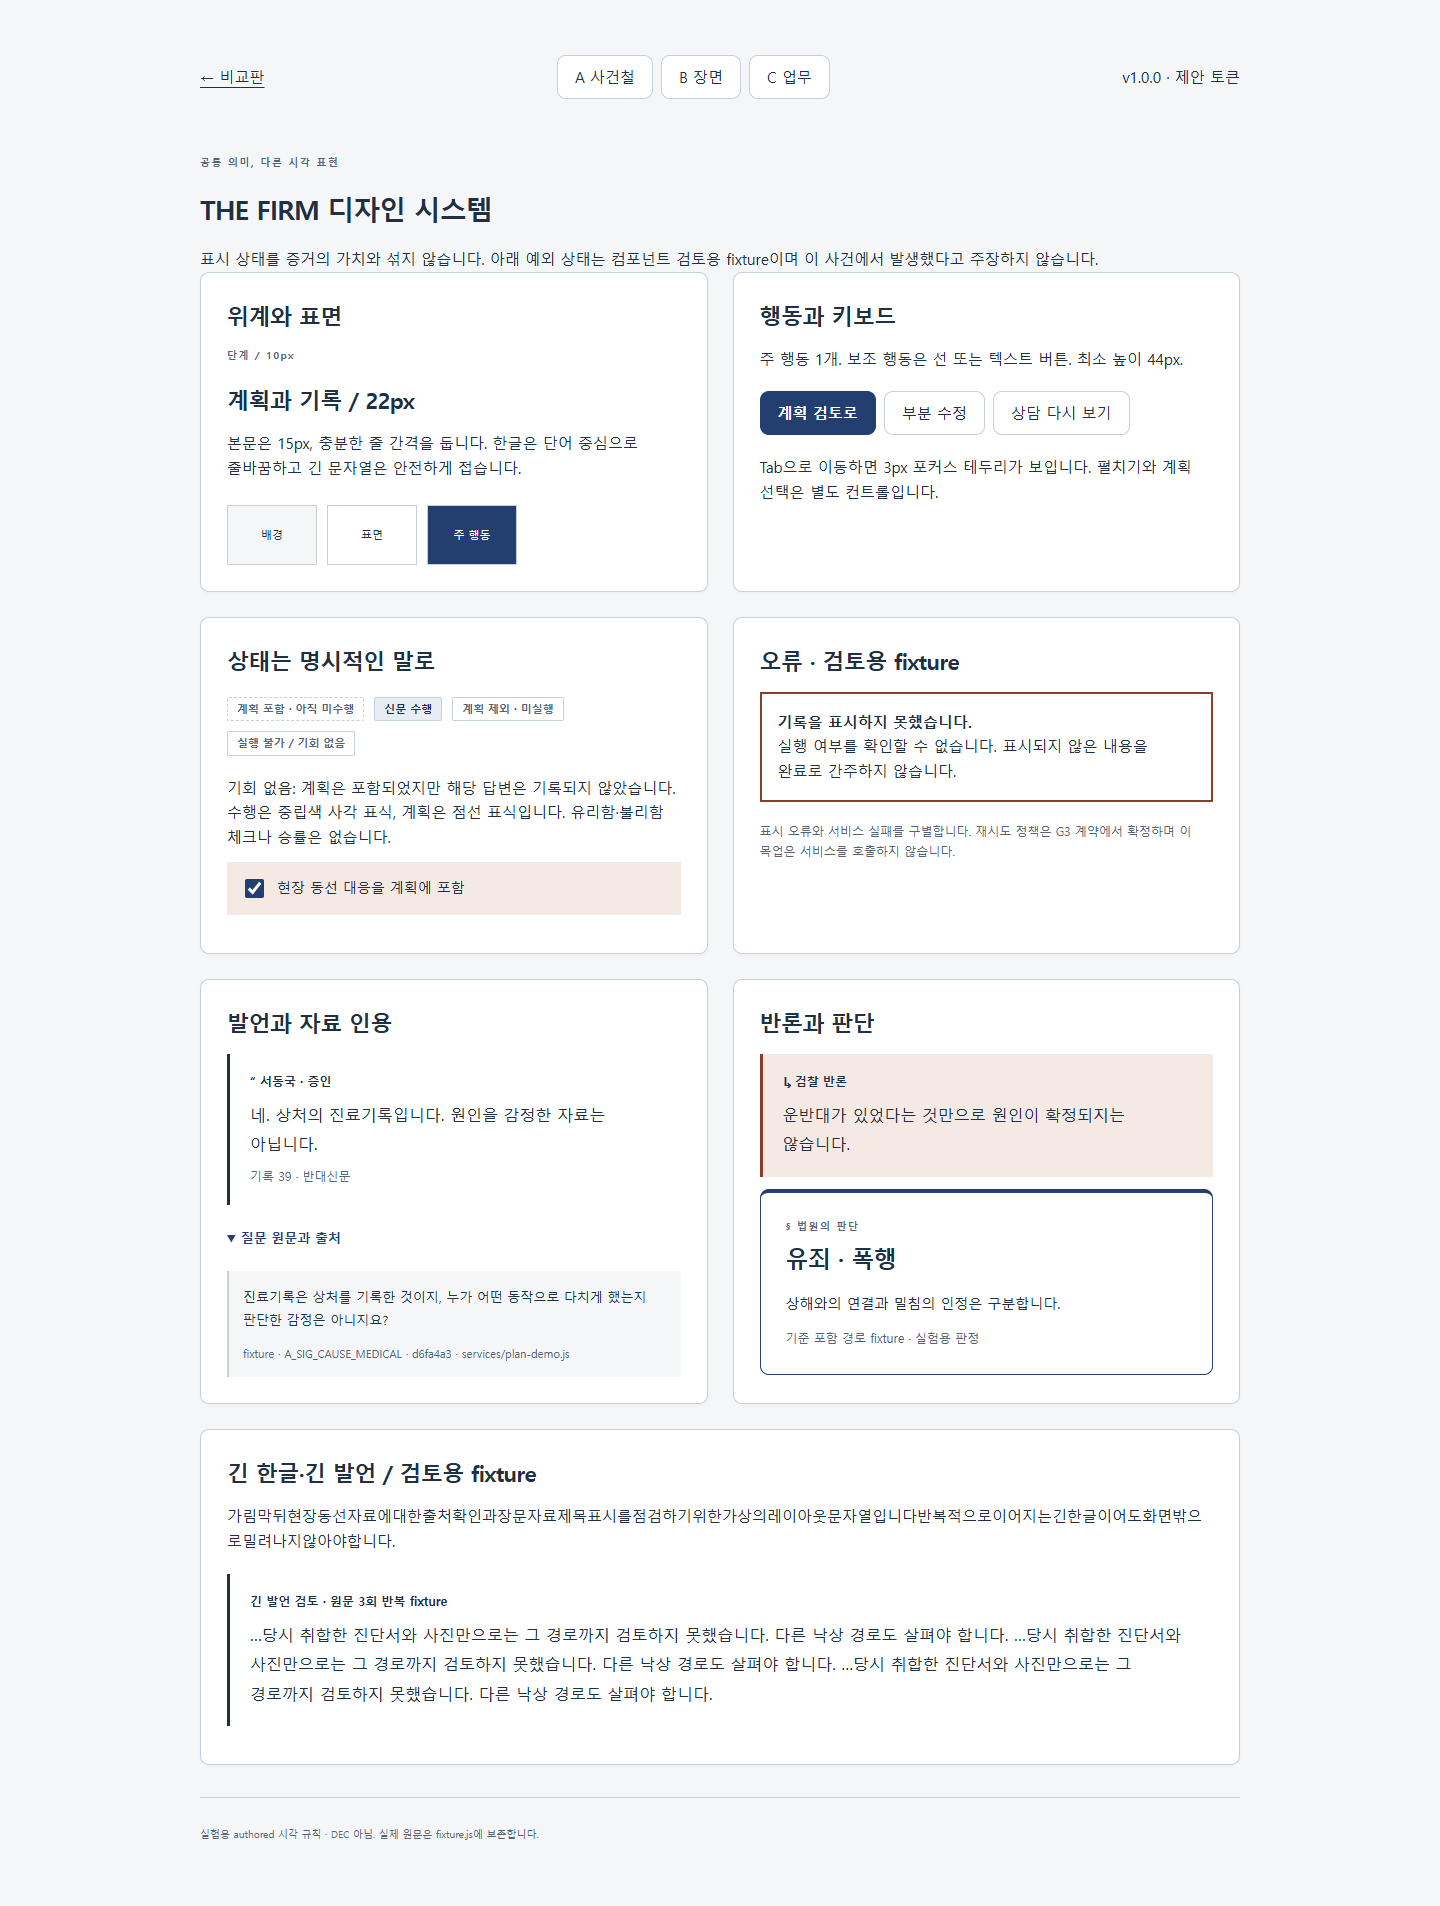 ← 비교판
A 사건철
B 장면
C 업무
v1.0.0 · 제안 토큰
공통 의미, 다른 시각 표현
THE FIRM 디자인 시스템
표시 상태를 증거의 가치와 섞지 않습니다. 아래 예외 상태는 컴포넌트 검토용 fixture이며 이 사건에서 발생했다고 주장하지 않습니다.
위계와 표면
단계 / 10px
계획과 기록 / 22px
본문은 15px, 충분한 줄 간격을 둡니다. 한글은 단어 중심으로
줄바꿈하고 긴 문자열은 안전하게 접습니다.
배경
표면
주 행동
행동과 키보드
주 행동 1개. 보조 행동은 선 또는 텍스트 버튼. 최소 높이 44px.
계획 검토로
부분 수정
상담 다시 보기
Tab으로 이동하면 3px 포커스 테두리가 보입니다. 펼치기와 계획
선택은 별도 컨트롤입니다.
상태는 명시적인 말로
계획 포함 · 아직 미수행
신문 수행
계획 제외 · 미실행
실행 불가 / 기회 없음
기회 없음: 계획은 포함되었지만 해당 답변은 기록되지 않았습니다.
수행은 중립색 사각 표식, 계획은 점선 표식입니다. 유리함·불리함
체크나 승률은 없습니다.
현장 동선 대응을 계획에 포함
오류 · 검토용 fixture
기록을 표시하지 못했습니다.
실행 여부를 확인할 수 없습니다. 표시되지 않은 내용을
완료로 간주하지 않습니다.
표시 오류와 서비스 실패를 구별합니다. 재시도 정책은 G3 계약에서 확정하며 이
목업은 서비스를 호출하지 않습니다.
발언과 자료 인용
“ 서동국 · 증인
네. 상처의 진료기록입니다. 원인을 감정한 자료는
아닙니다.
기록 39 · 반대신문
▼ 질문 원문과 출처
진료기록은 상처를 기록한 것이지, 누가 어떤 동작으로 다치게 했는지
판단한 감정은 아니지요?
fixture · A_SIG_CAUSE_MEDICAL · d6fa4a3 · services/plan-demo.js
반론과 판단
↳ 검찰 반론
운반대가 있었다는 것만으로 원인이 확정되지는
않습니다.
§ 법원의 판단
유죄 · 폭행
상해와의 연결과 밀침의 인정은 구분합니다.
기준 포함 경로 fixture · 실험용 판정
긴 한글·긴 발언 / 검토용 fixture
가림막뒤현장동선자료에대한출처확인과장문자료제목표시를점검하기위한가상의레이아웃문자열입니다반복적으로이어지는긴한글이어도화면밖으
로밀려나지않아야합니다.
긴 발언 검토 · 원문 3회 반복 fixture
…당시 취합한 진단서와 사진만으로는 그 경로까지 검토하지 못했습니다. 다른 낙상 경로도 살펴야 합니다. …당시 취합한 진단서와
사진만으로는 그 경로까지 검토하지 못했습니다. 다른 낙상 경로도 살펴야 합니다. …당시 취합한 진단서와 사진만으로는 그
경로까지 검토하지 못했습니다. 다른 낙상 경로도 살펴야 합니다.
실험용 authored 시각 규칙 · DEC 아님. 실제 원문은 fixture.js에 보존합니다.